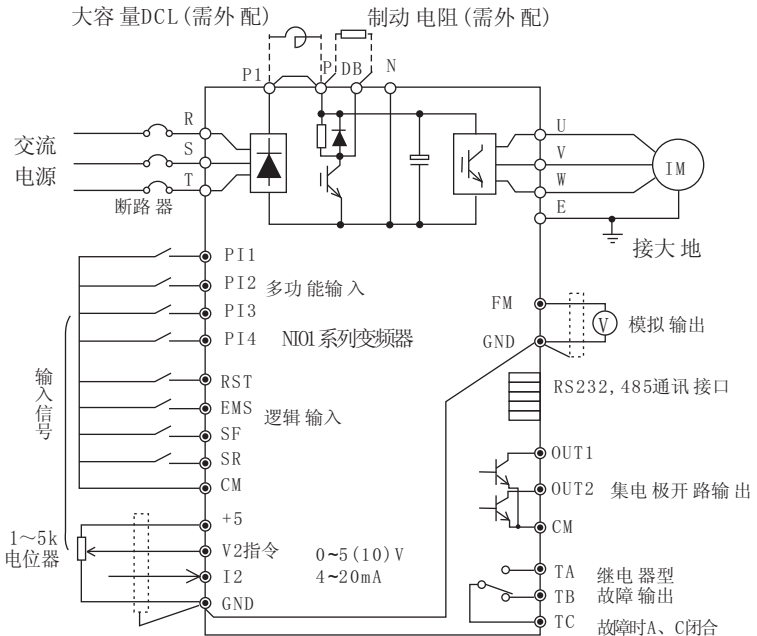 大容量DCL(需外配)
制动电阻(需外配)
P1
P
DB
N
R
S
T
交流
电源
断路器
U
V
W
E
IM
接大地
PI1
PI2
PI3
PI4
多功能输入
NIO1系列变频器
FM
GND
V
模拟输出
输入信号
RST
EMS
SF
SR
CM
逻辑输入
RS232,485通讯接口
OUT1
OUT2
CM
集电极开路输出
+5
V2指令
I2
GND
0~5(10)V
4~20mA
1～5k
电位器
TA
TB
TC
继电器型
故障输出
故障时A、C闭合